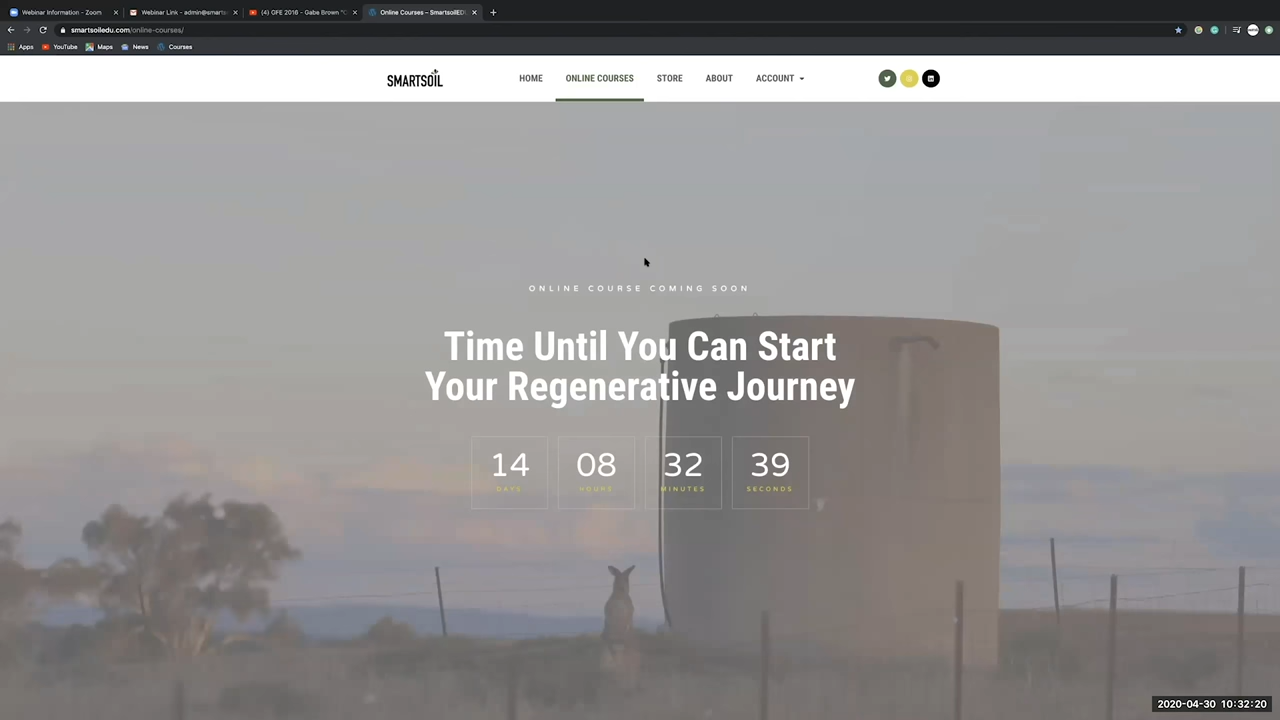 Webinar Information - Zoom
Webinar Link - admin@smarts
(4) GFE 2016 - Gabe Brown "C
Online Courses – SmartsoilED
smartsoiledu.com/online-courses/
Apps
YouTube
Maps
News
Courses
SMARTSOIL
HOME
ONLINE COURSES
STORE
ABOUT
ACCOUNT
ONLINE COURSE COMING SOON
Time Until You Can Start
Your Regenerative Journey
14 08 32 39
DAYS HOURS MINUTES SECONDS
2020-04-30 10:32:20